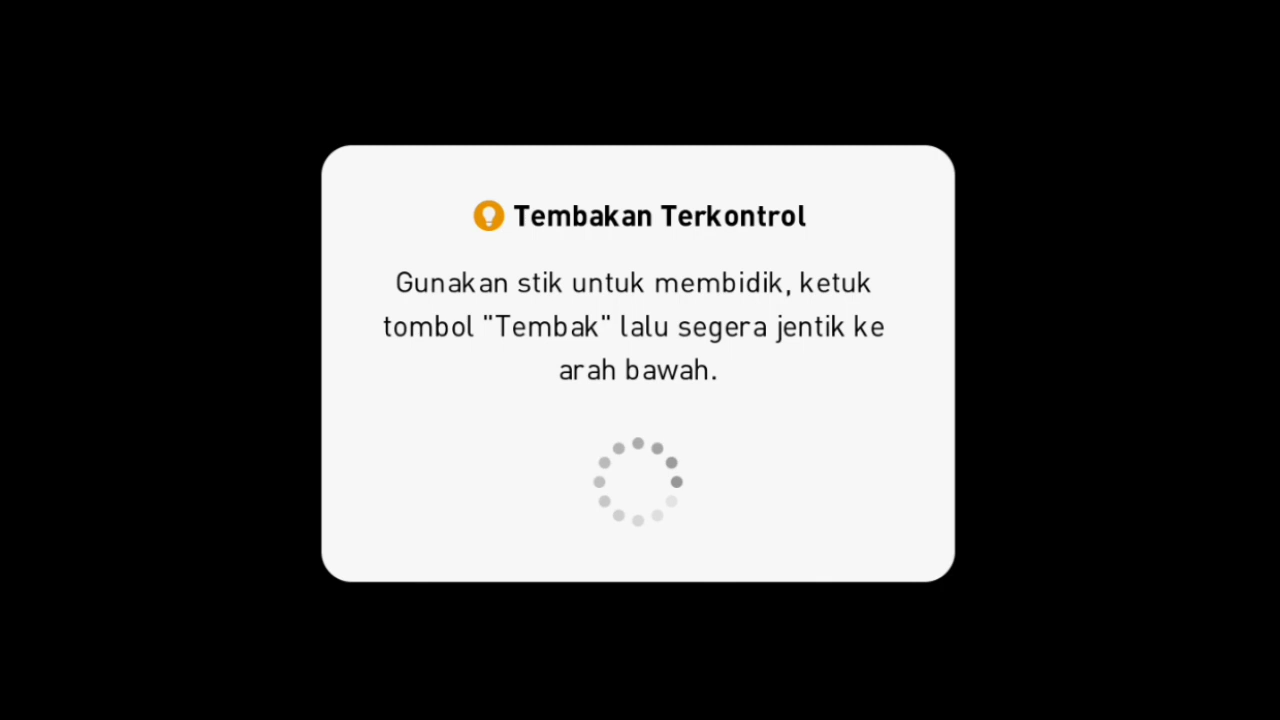 Tembakan Terkontrol
Gunakan stik untuk membidik, ketuk
tombol "Tembak" lalu segera jentik ke
arah bawah.